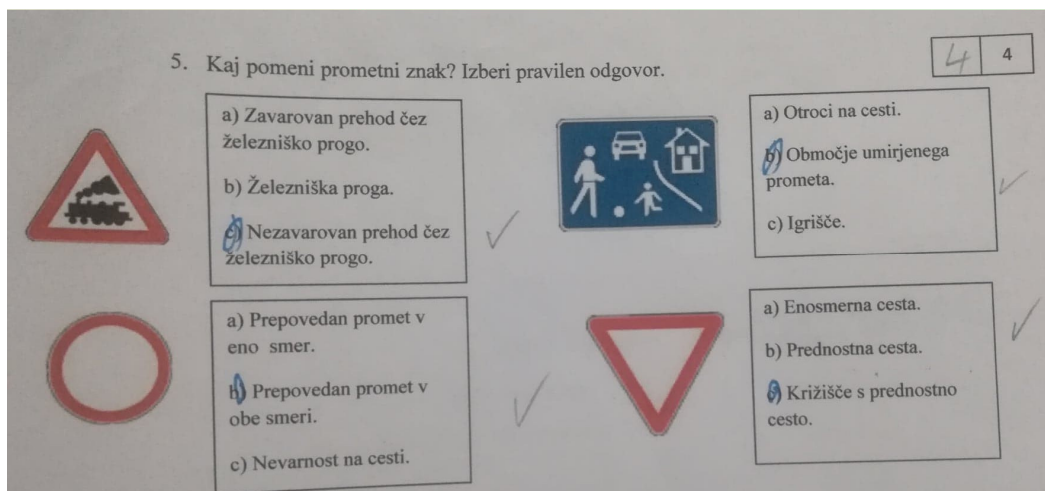 5. Kaj pomeni prometni znak? Izberi pravilen odgovor.
4 4
a) Zavarovan prehod čez
železniško progo.
b) Železniška proga.
c) Nezavarovan prehod čez
železniško progo.
a) Otroci na cesti.
b) Območje umirjenega
prometa.
c) Igrišče.
a) Prepovedan promet v
eno smer.
b) Prepovedan promet v
obe smeri.
c) Nevarnost na cesti.
a) Enosmerna cesta.
b) Prednostna cesta.
c) Križišče s prednostno
cesto.